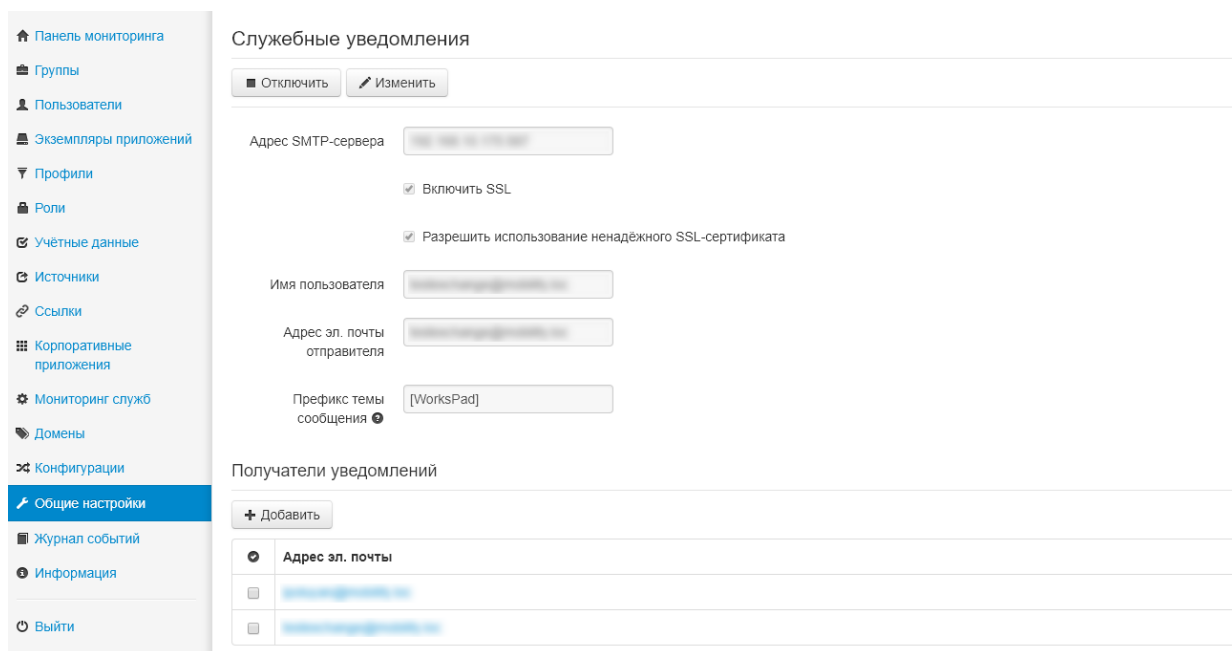 Панель мониторинга
Группы
Пользователи
Экземпляры приложений
Профили
Роли
Учётные данные
Источники
Ссылки
Корпоративные
приложения
Мониторинг служб
Домены
Конфигурации
Общие настройки
Журнал событий
Информация
Выйти
Служебные уведомления
Отключить Изменить
Адрес SMTP-сервера
Включить SSL
Разрешить использование ненадёжного SSL-сертификата
Имя пользователя
Адрес эл. почты
отправителя
Префикс темы
сообщения
[WorksPad]
Получатели уведомлений
Добавить
Адрес эл. почты